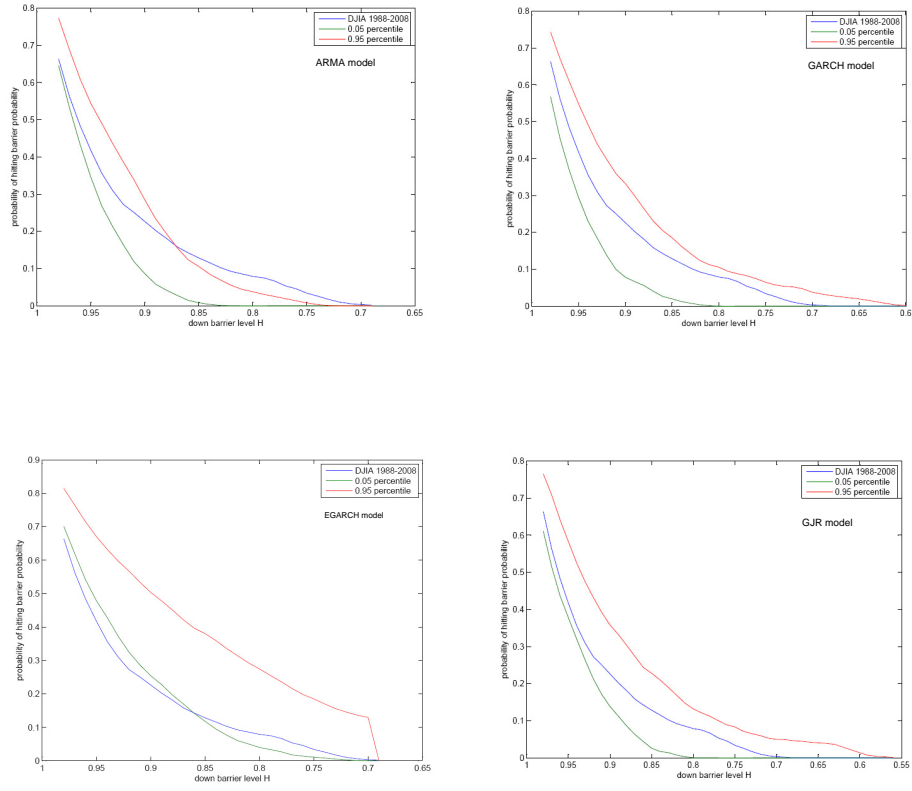 DJIA 1988-2008
0.05 percentile
0.95 percentile
ARMA model
0.8
0.7
0.6
0.5
0.4
0.3
0.2
0.1
0
probability of hitting barrier probability
1 0.95 0.9 0.85 0.8 0.75 0.7 0.65
down barrier level H
DJIA 1988-2008
0.05 percentile
0.95 percentile
GARCH model
0.8
0.7
0.6
0.5
0.4
0.3
0.2
0.1
0
probability of hitting barrier probability
1 0.95 0.9 0.85 0.8 0.75 0.7 0.65 0.6
down barrier level H
DJIA 1988-2008
0.05 percentile
0.95 percentile
EGARCH model
0.9
0.8
0.7
0.6
0.5
0.4
0.3
0.2
0.1
0
probability of hitting barrier probability
1 0.95 0.9 0.85 0.8 0.75 0.7 0.65
down barrier level H
DJIA 1988-2008
0.05 percentile
0.95 percentile
GJR model
0.8
0.7
0.6
0.5
0.4
0.3
0.2
0.1
0
probability of hitting barrier probability
1 0.95 0.9 0.85 0.8 0.75 0.7 0.65 0.6 0.55
down barrier level H